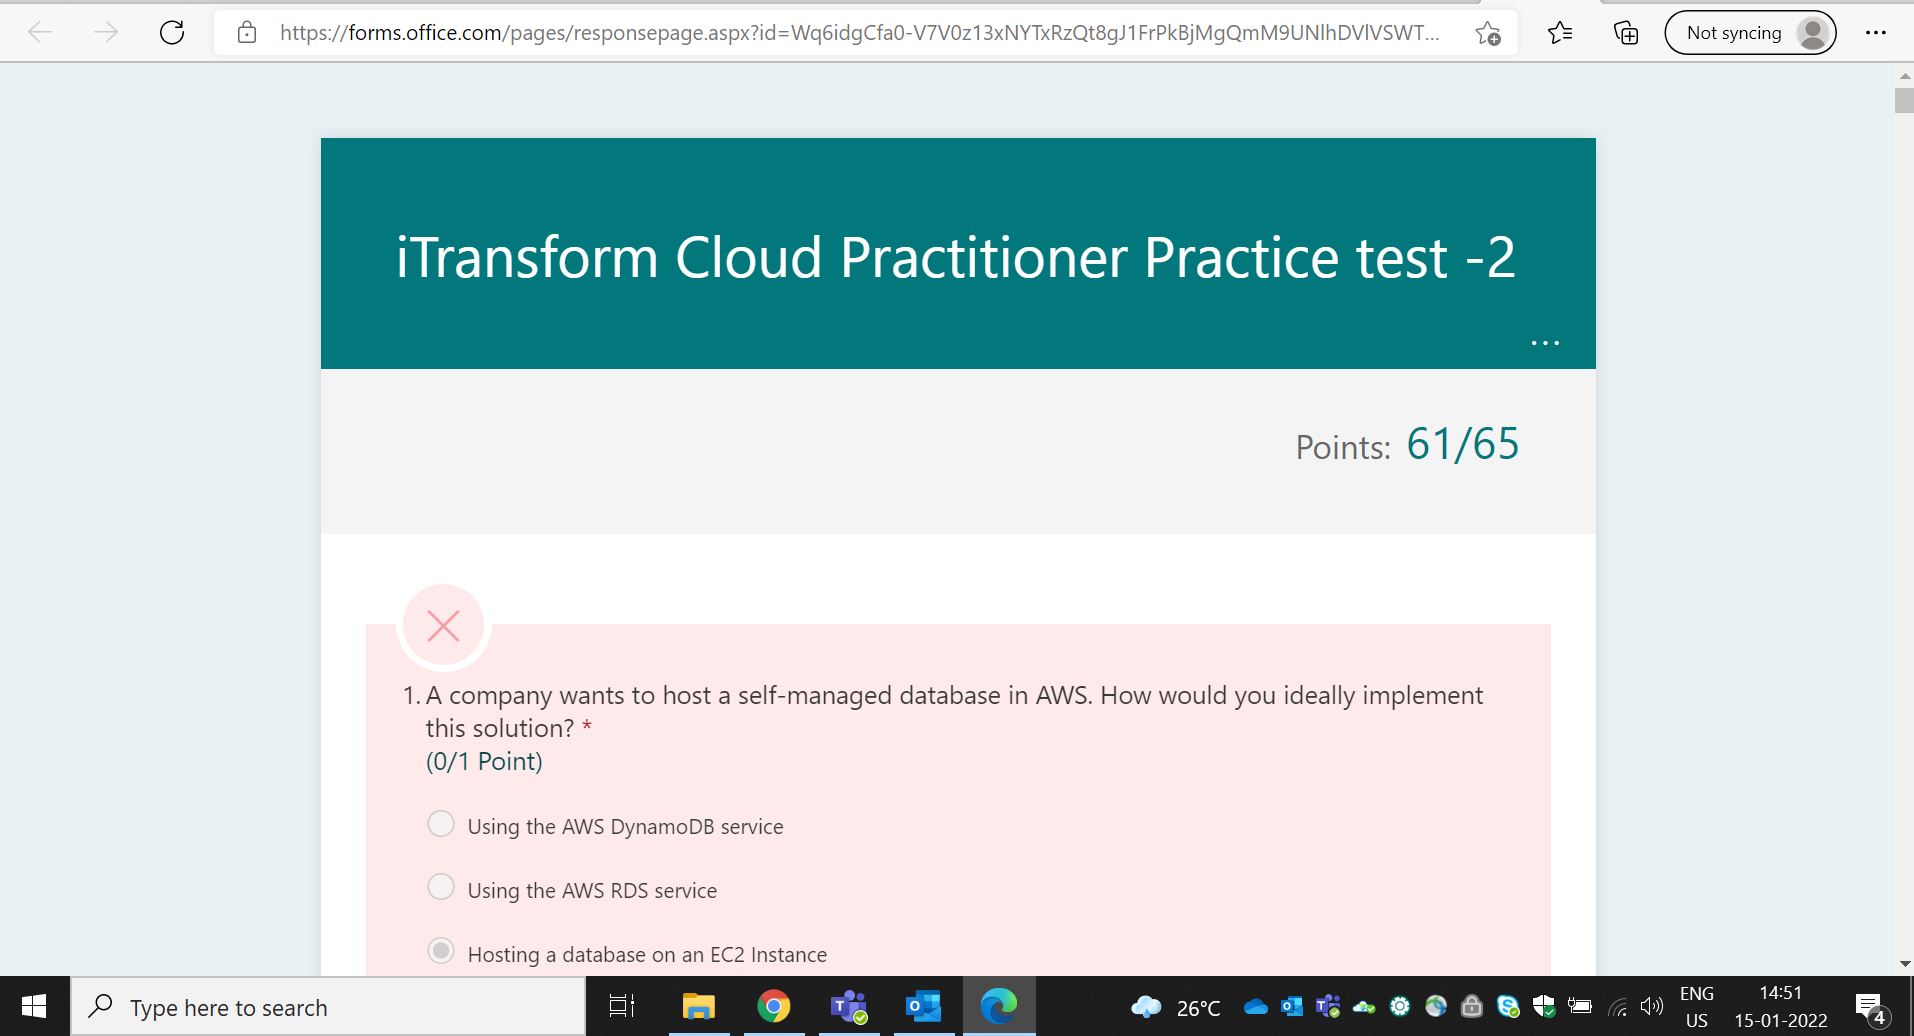 https://forms.office.com/pages/responsepage.aspx?id=Wq6idgCfa0-V7V0z13xNYTxRzQt8gJ1FrPkBjMgQmM9UNlhDVlVSWT...
Not syncing
iTransform Cloud Practitioner Practice test -2
...
Points: 61/65
1. A company wants to host a self-managed database in AWS. How would you ideally implement
this solution? *
(0/1 Point)
Using the AWS DynamoDB service
Using the AWS RDS service
Hosting a database on an EC2 Instance
Type here to search
26°C
ENG
US
14:51
15-01-2022
4